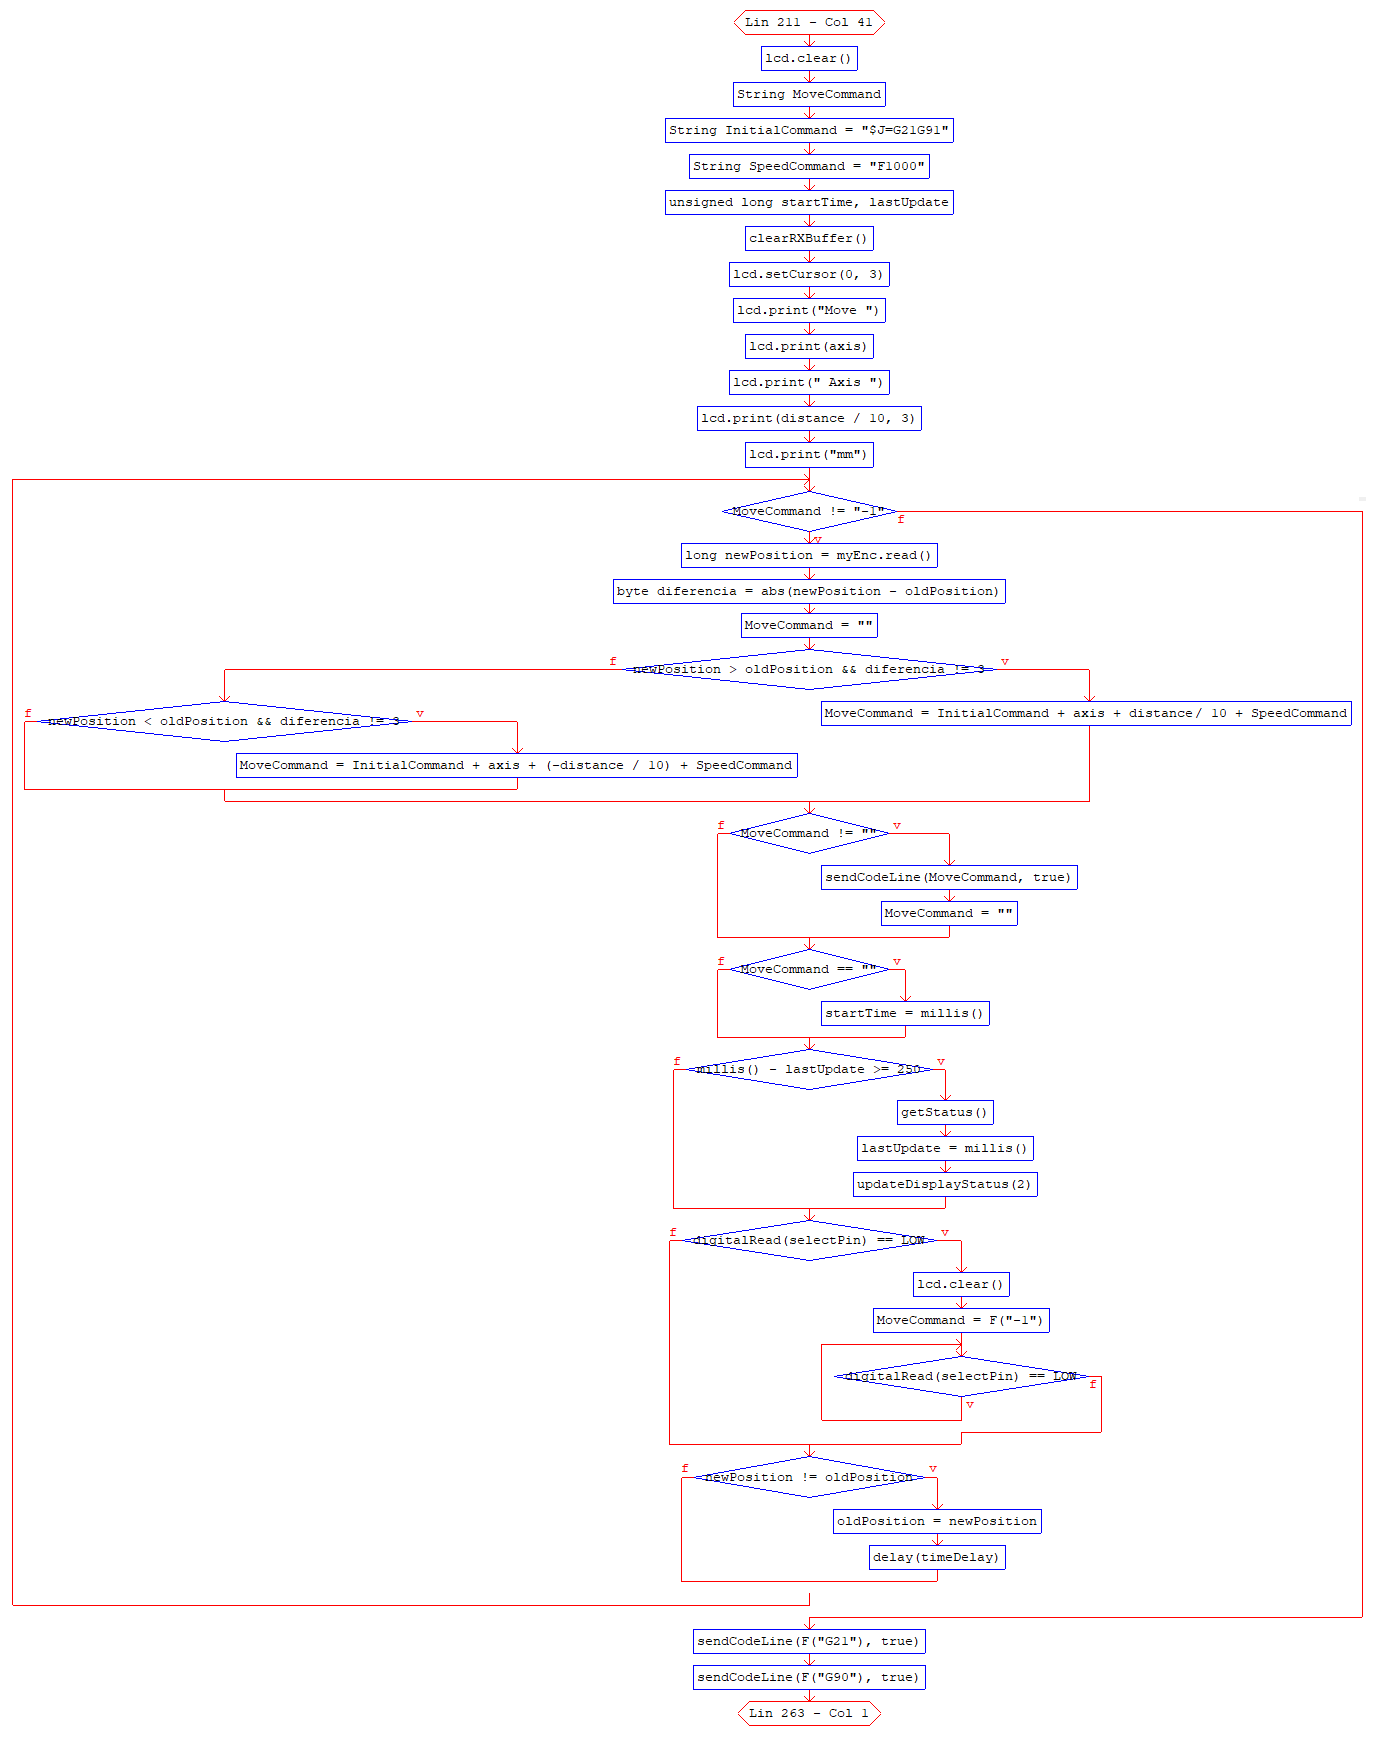 Lin 211 - Col 41
lcd.clear()
String MoveCommand
String InitialCommand = "$J=G21G91"
String SpeedCommand = "F1000"
unsigned long startTime, lastUpdate
clearRXBuffer()
lcd.setCursor(0, 3)
lcd.print("Move ")
lcd.print(axis)
lcd.print(" Axis ")
lcd.print(distance / 10, 3)
lcd.print("mm")
MoveCommand != "-1"
f
v
long newPosition = myEnc.read()
byte diferencia = abs(newPosition - oldPosition)
MoveCommand = ""
f newPosition > oldPosition && diferencia != 3 v
MoveCommand = InitialCommand + axis + distance/ 10 + SpeedCommand
f newPosition < oldPosition && diferencia != 3 v
MoveCommand = InitialCommand + axis + (-distance / 10) + SpeedCommand
f MoveCommand != "" v
sendCodeLine(MoveCommand, true)
MoveCommand = ""
f MoveCommand == "" v
startTime = millis()
f millis() - lastUpdate >= 250 v
getStatus()
lastUpdate = millis()
updateDisplayStatus(2)
f digitalRead(selectPin) == LOW v
lcd.clear()
MoveCommand = F("-1")
digitalRead(selectPin) == LOW
f
v
f newPosition != oldPosition v
oldPosition = newPosition
delay(timeDelay)
sendCodeLine(F("G21"), true)
sendCodeLine(F("G90"), true)
Lin 263 - Col 1